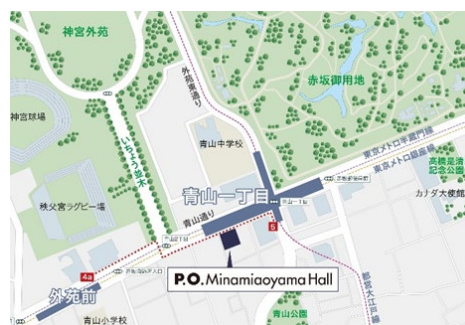 神宮外苑
外苑東通り
赤坂御用地
神宮球場
いちょう並木
青山中学校
東京メトロ半蔵門線
東京メトロ銀座線
高橋是清
記念公園
カナダ大使館
秩父宮ラグビー場
青山一丁目
青山通り
5
4a
外苑前
P.O. Minamiaoyama Hall
青山小学校
青山公園
都営大江戸線